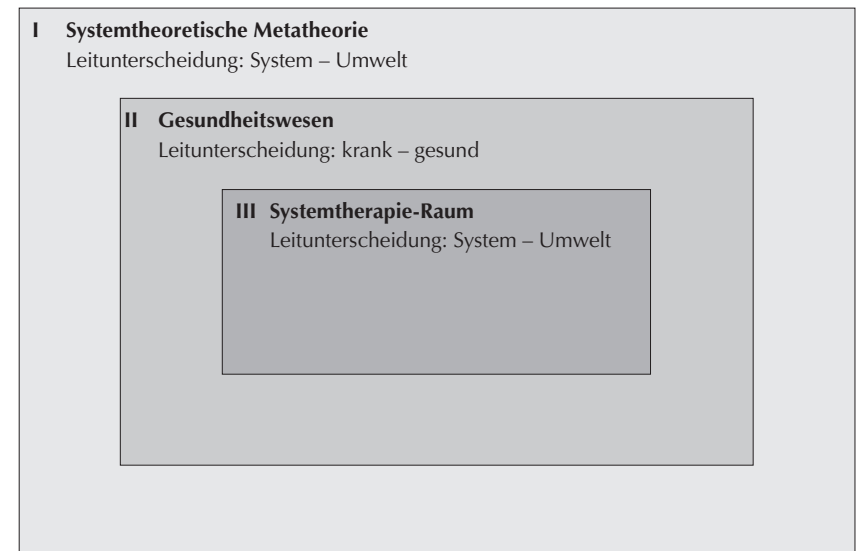 I Systemtheoretische Metatheorie
Leitunterscheidung: System – Umwelt
II Gesundheitswesen
Leitunterscheidung: krank – gesund
III Systemtherapie-Raum
Leitunterscheidung: System – Umwelt